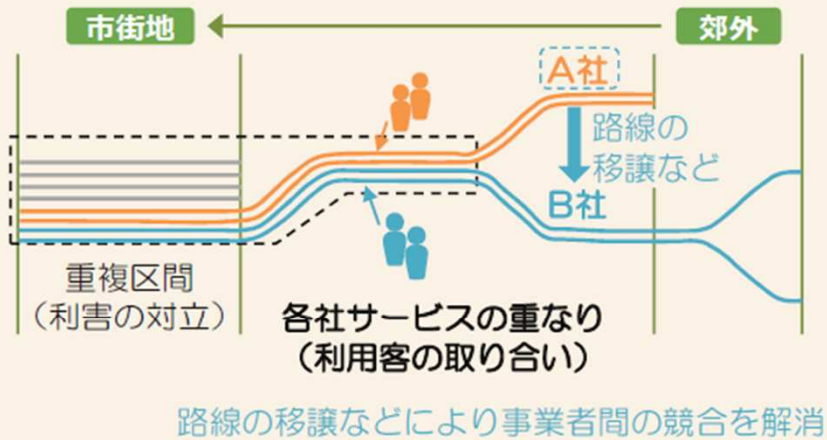 市街地
郊外
A社
路線の
移譲など
B社
重複区間
（利害の対立）
各社サービスの重なり
（利用客の取り合い）
路線の移譲などにより事業者間の競合を解消